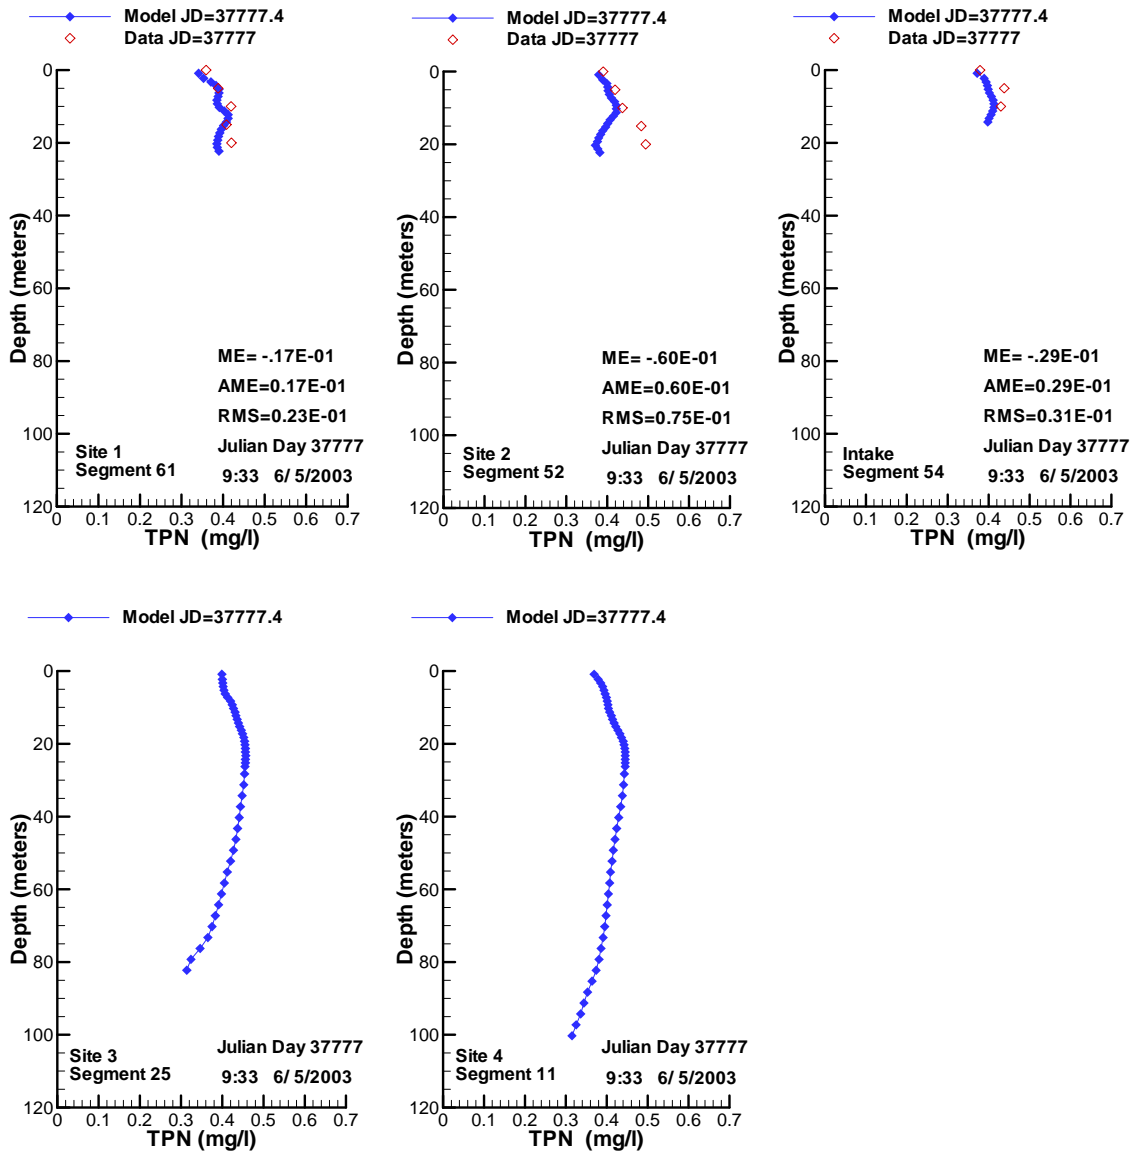 Model JD=37777.4
Data JD=37777
0
20
40
60
80
100
120
Depth (meters)
ME= -.17E-01
AME=0.17E-01
RMS=0.23E-01
Julian Day 37777
9:33 6/ 5/2003
Site 1
Segment 61
0 0.1 0.2 0.3 0.4 0.5 0.6 0.7
TPN (mg/l)
Model JD=37777.4
Data JD=37777
0
20
40
60
80
100
120
Depth (meters)
ME= -.60E-01
AME=0.60E-01
RMS=0.75E-01
Julian Day 37777
9:33 6/ 5/2003
Site 2
Segment 52
0 0.1 0.2 0.3 0.4 0.5 0.6 0.7
TPN (mg/l)
Model JD=37777.4
Data JD=37777
0
20
40
60
80
100
120
Depth (meters)
ME= -.29E-01
AME=0.29E-01
RMS=0.31E-01
Julian Day 37777
9:33 6/ 5/2003
Intake
Segment 54
0 0.1 0.2 0.3 0.4 0.5 0.6 0.7
TPN (mg/l)
Model JD=37777.4
0
20
40
60
80
100
120
Depth (meters)
Julian Day 37777
9:33 6/ 5/2003
Site 3
Segment 25
0 0.1 0.2 0.3 0.4 0.5 0.6 0.7
TPN (mg/l)
Model JD=37777.4
0
20
40
60
80
100
120
Depth (meters)
Julian Day 37777
9:33 6/ 5/2003
Site 4
Segment 11
0 0.1 0.2 0.3 0.4 0.5 0.6 0.7
TPN (mg/l)